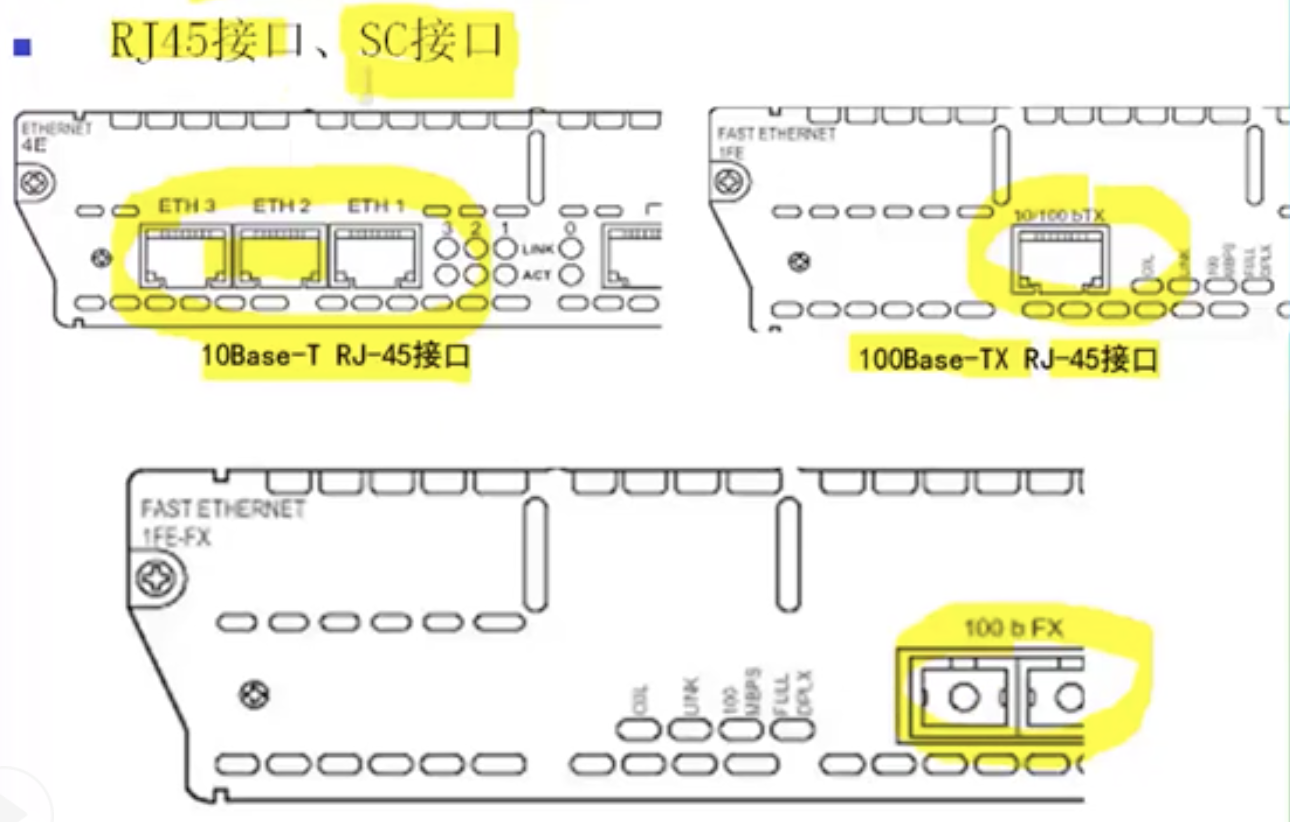 RJ45接口、SC接口
ETHERNET
4E
ETH 3 ETH 2 ETH 1
3 2 1 0
LINK
ACT
10Base-T RJ-45接口
FAST ETHERNET
1FE
10/100 bTX
COL LINK 100 MBPS FULL DPLX
100Base-TX RJ-45接口
FAST ETHERNET
1FE-FX
100 b FX
COL LINK 100 MBPS FULL DPLX